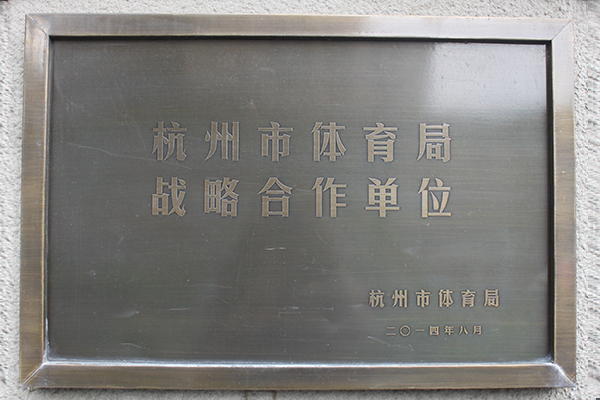 杭州市体育局
战略合作单位
杭州市体育局
二〇一四年八月